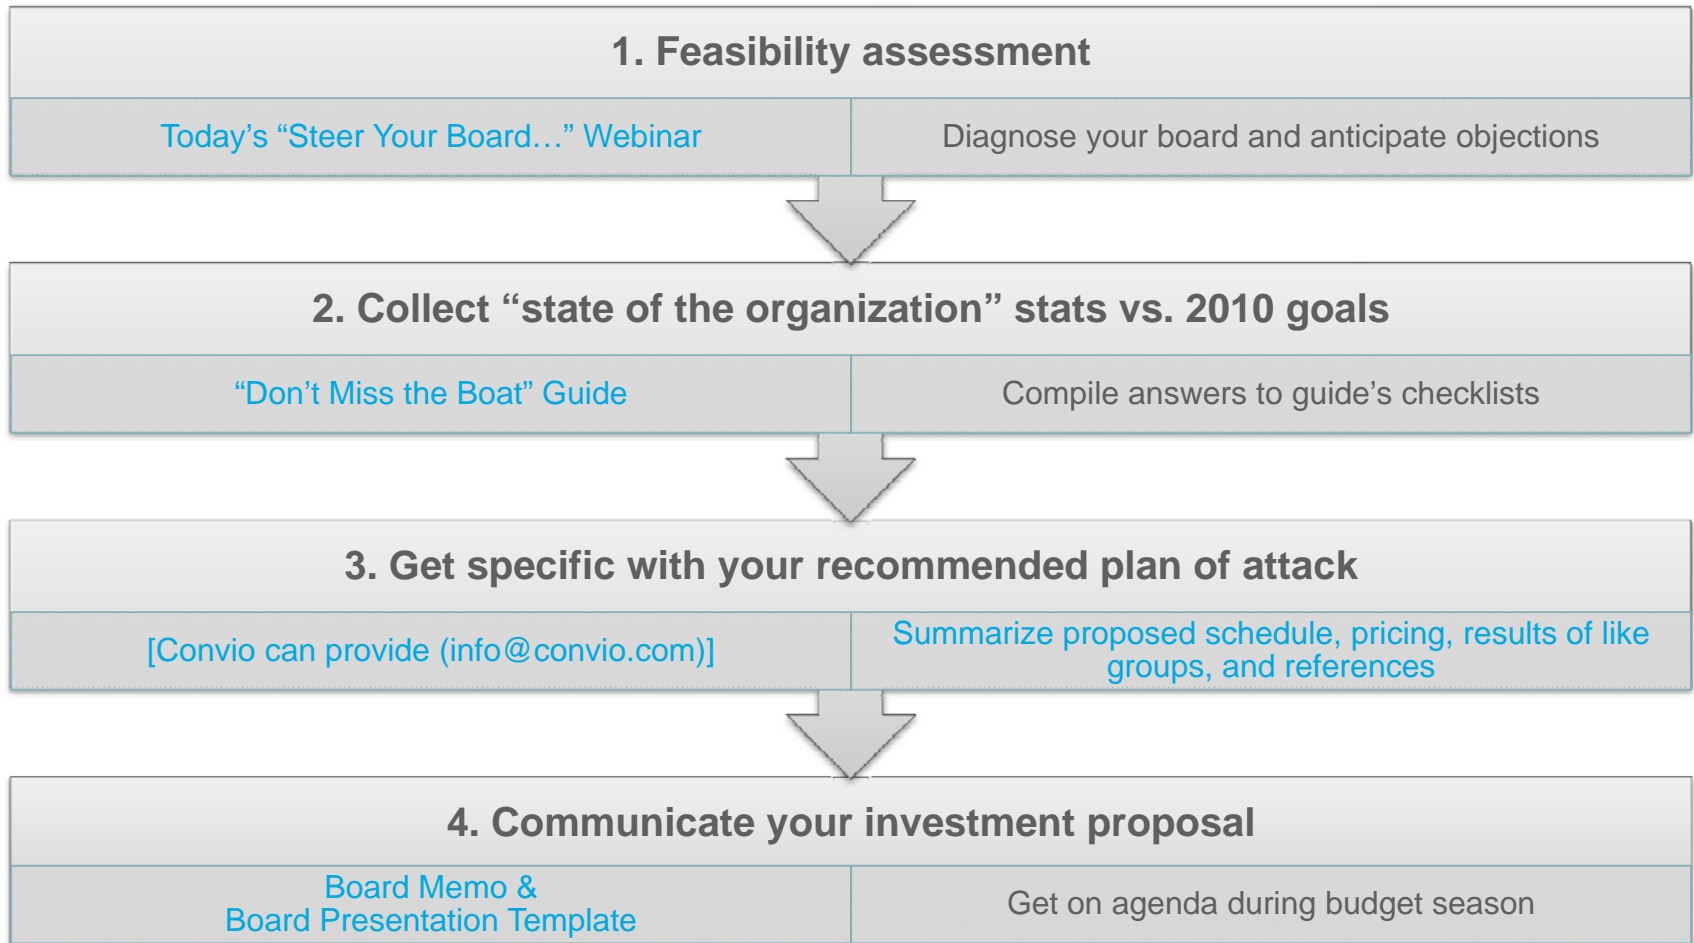 1. Feasibility assessment
Today’s “Steer Your Board…” Webinar
Diagnose your board and anticipate objections
2. Collect “state of the organization” stats vs. 2010 goals
“Don’t Miss the Boat” Guide
Compile answers to guide’s checklists
3. Get specific with your recommended plan of attack
[Convio can provide (info@convio.com)]
Summarize proposed schedule, pricing, results of like
groups, and references
4. Communicate your investment proposal
Board Memo &
Board Presentation Template
Get on agenda during budget season